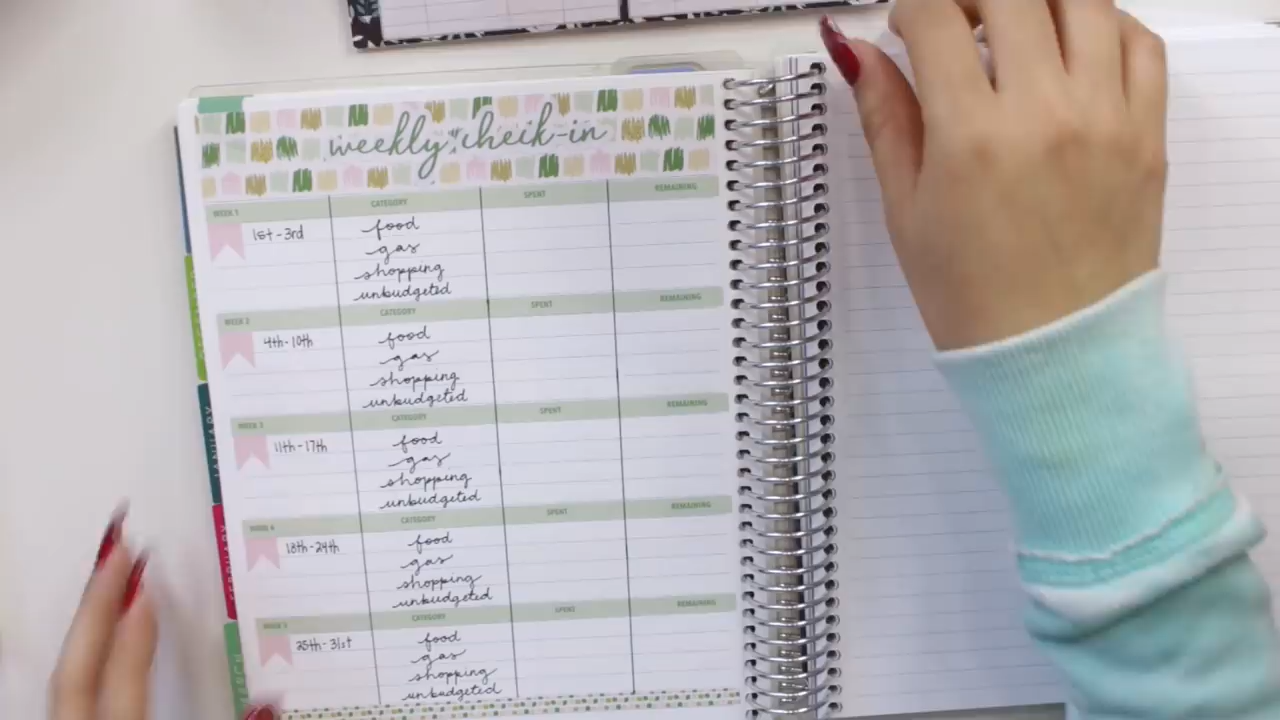 weekly check-in
WEEK 1 CATEGORY SPENT REMAINING
1st-3rd food
gas
shopping
unbudgeted
WEEK 2 CATEGORY SPENT REMAINING
4th-10th food
gas
shopping
unbudgeted
WEEK 3 CATEGORY SPENT REMAINING
11th-17th food
gas
shopping
unbudgeted
WEEK 4 CATEGORY SPENT REMAINING
18th-24th food
gas
shopping
unbudgeted
WEEK 5 CATEGORY SPENT REMAINING
25th-31st food
gas
shopping
unbudgeted
JANUARY
FEBRUARY